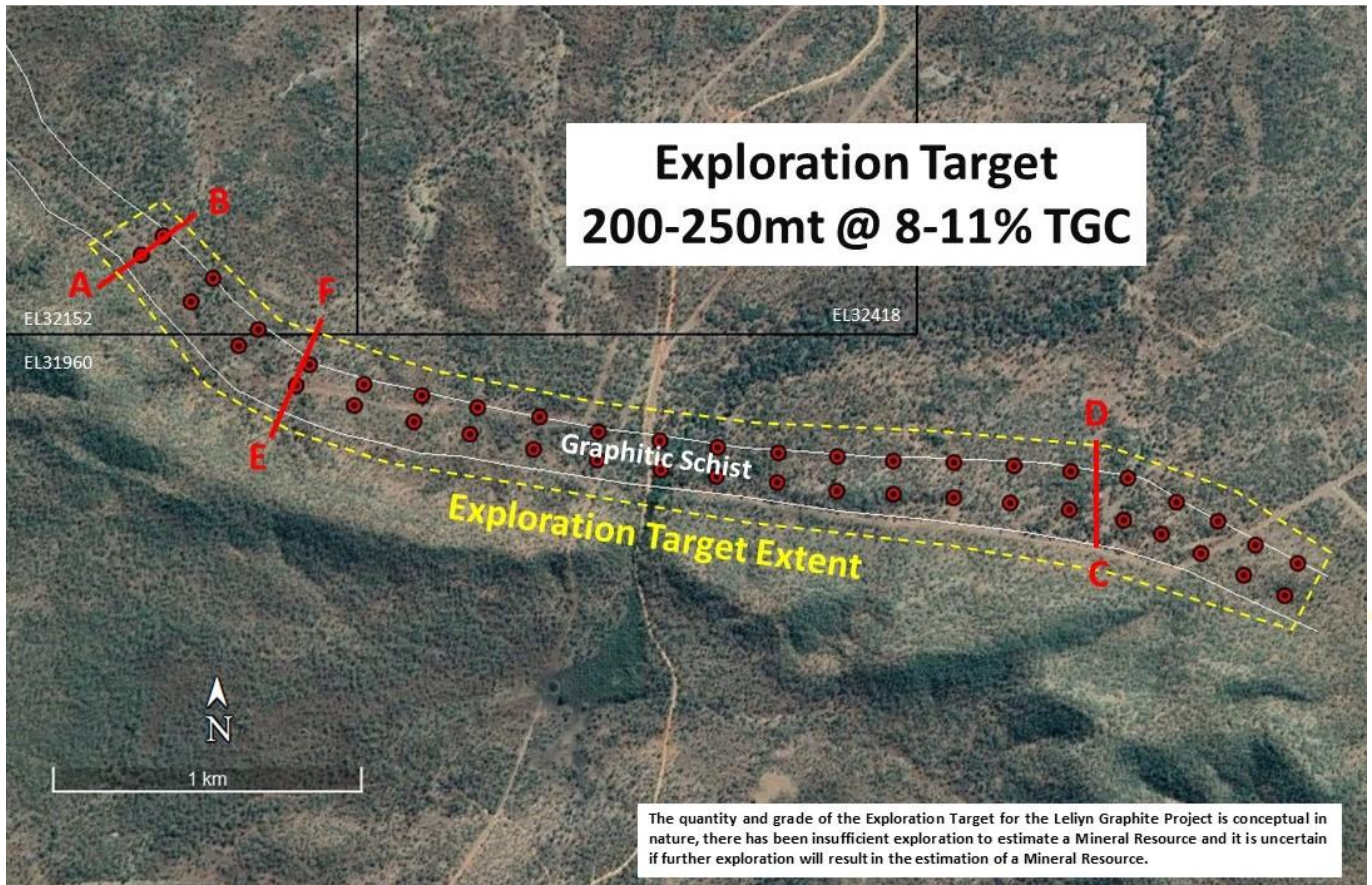 Exploration Target
200-250mt @ 8-11% TGC
B
A
F
EL32152
EL32418
EL31960
D
E
Graphitic Schist
Exploration Target Extent
C
N
1 km
The quantity and grade of the Exploration Target for the Leliyn Graphite Project is conceptual in
nature, there has been insufficient exploration to estimate a Mineral Resource and it is uncertain
if further exploration will result in the estimation of a Mineral Resource.